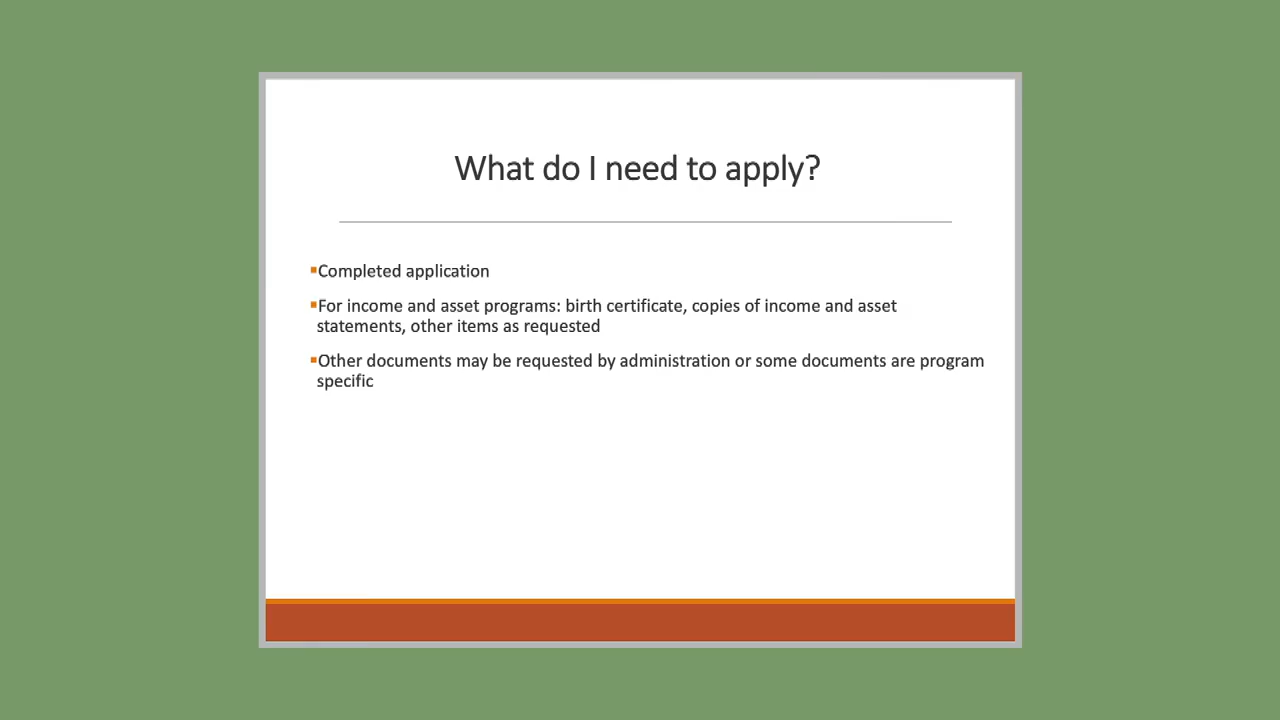 What do I need to apply?
▪Completed application
▪For income and asset programs: birth certificate, copies of income and asset
statements, other items as requested
▪Other documents may be requested by administration or some documents are program
specific